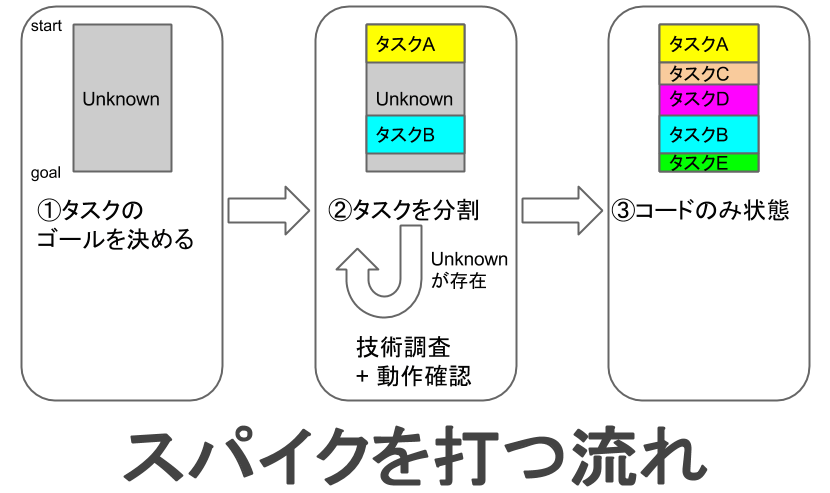 start
Unknown
goal
①タスクの
ゴールを決める
タスクA
Unknown
タスクB
②タスクを分割
Unknown
が存在
技術調査
+ 動作確認
タスクA
タスクC
タスクD
タスクB
タスクE
③コードのみ状態
スパイクを打つ流れ